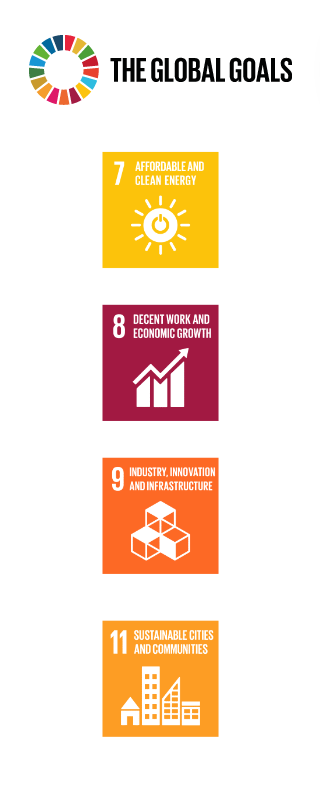 THE GLOBAL GOALS
7 AFFORDABLE AND
CLEAN ENERGY
8 DECENT WORK AND
ECONOMIC GROWTH
9 INDUSTRY, INNOVATION
AND INFRASTRUCTURE
11 SUSTAINABLE CITIES
AND COMMUNITIES